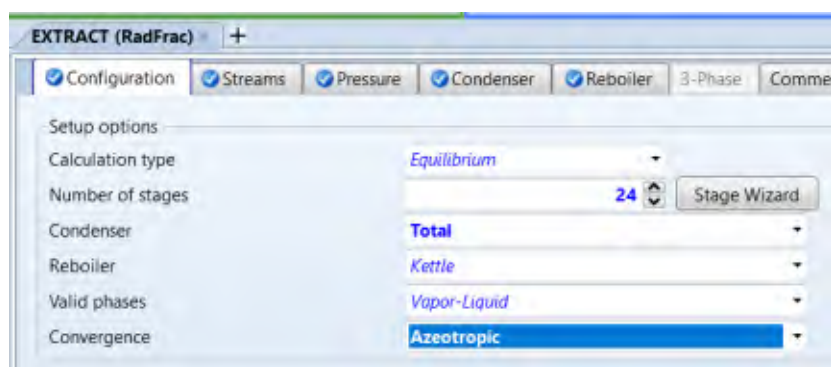 EXTRACT (RadFrac) × +
Configuration Streams Pressure Condenser Reboiler 3-Phase Comme
Setup options
Calculation type Equilibrium
Number of stages 24 Stage Wizard
Condenser Total
Reboiler Kettle
Valid phases Vapor-Liquid
Convergence Azeotropic